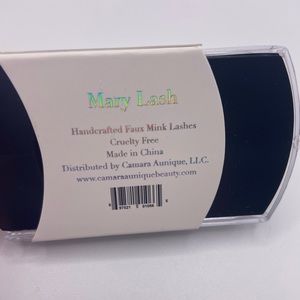 Mary Lash
Handcrafted Faux Mink Lashes
Cruelty Free
Made in China
Distributed by Camara Aunique, LLC.
www.camaraauniquebeauty.com